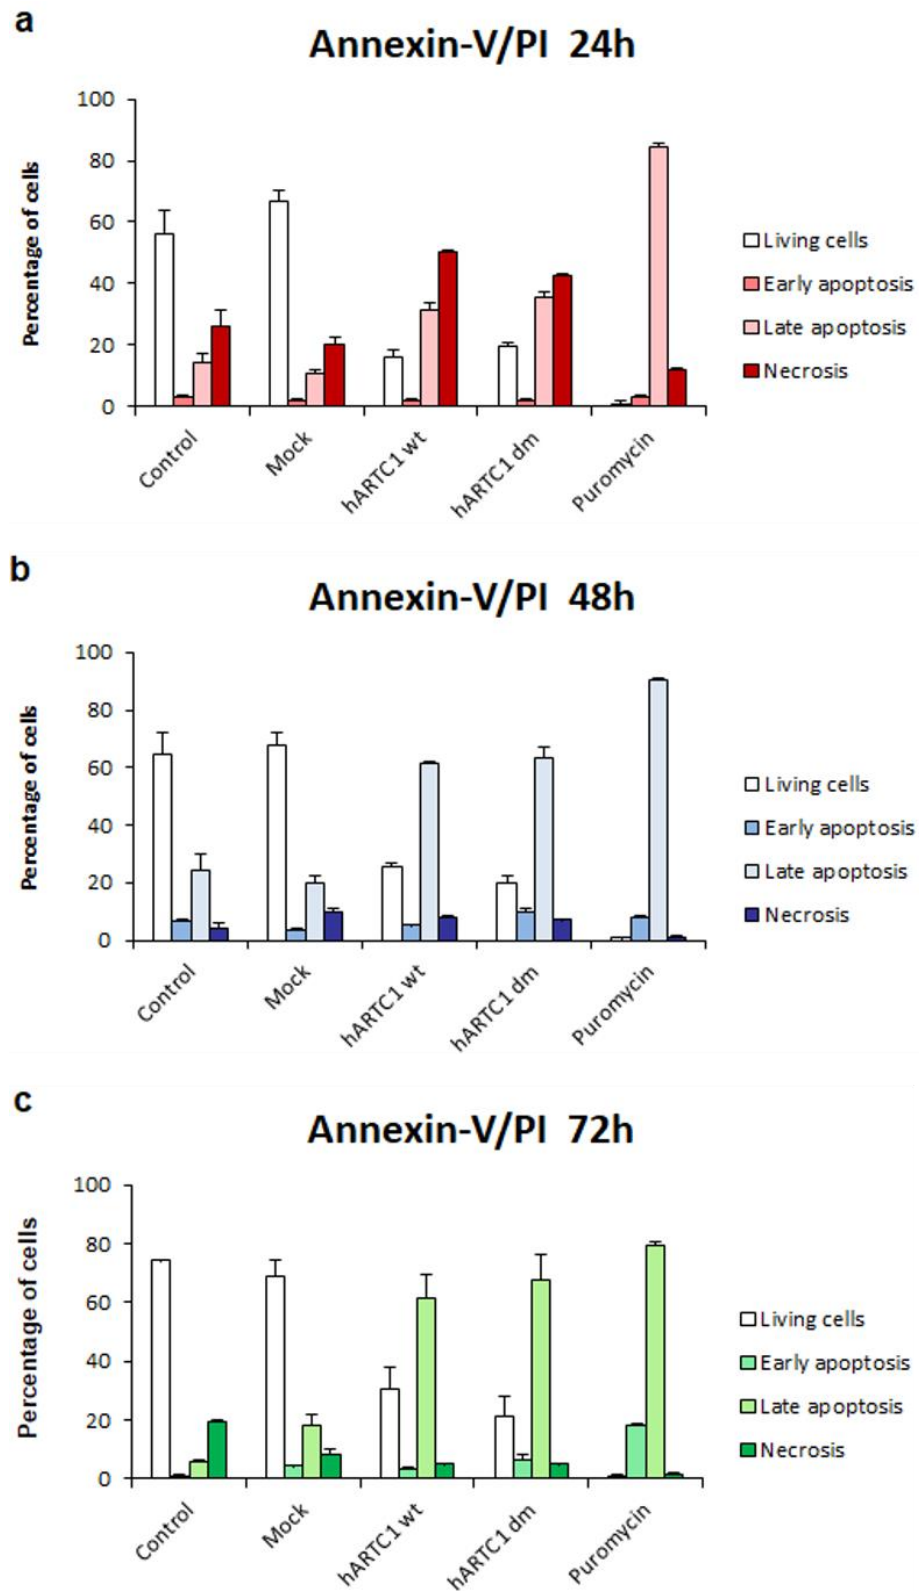 a
Annexin-V/PI 24h
Percentage of cells
100
80
60
40
20
0
Control
Mock
hARTC1 wt
hARTC1 dm
Puromycin
Living cells
Early apoptosis
Late apoptosis
Necrosis
b
Annexin-V/PI 48h
Percentage of cells
100
80
60
40
20
0
Control
Mock
hARTC1 wt
hARTC1 dm
Puromycin
Living cells
Early apoptosis
Late apoptosis
Necrosis
c
Annexin-V/PI 72h
Percentage of cells
100
80
60
40
20
0
Control
Mock
hARTC1 wt
hARTC1 dm
Puromycin
Living cells
Early apoptosis
Late apoptosis
Necrosis